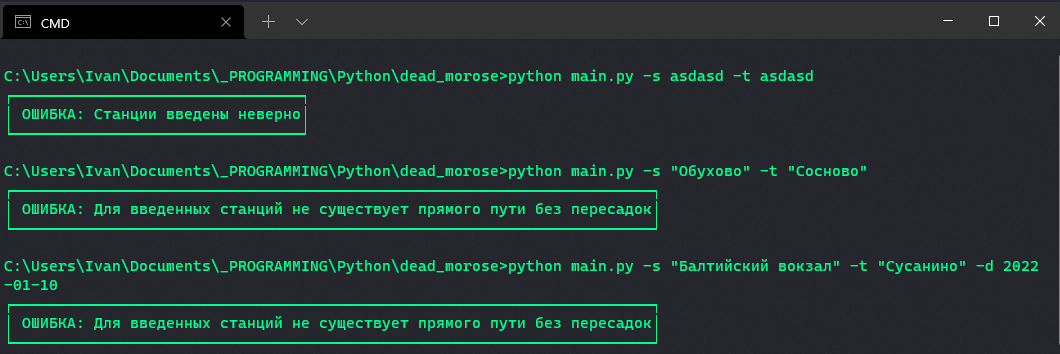 CMD
C:\Users\Ivan\Documents\_PROGRAMMING\Python\dead_morose>python main.py -s asdasd -t asdasd
ОШИБКА: Станции введены неверно
C:\Users\Ivan\Documents\_PROGRAMMING\Python\dead_morose>python main.py -s "Обухово" -t "Сосново"
ОШИБКА: Для введенных станций не существует прямого пути без пересадок
C:\Users\Ivan\Documents\_PROGRAMMING\Python\dead_morose>python main.py -s "Балтийский вокзал" -t "Сусанино" -d 2022
-01-10
ОШИБКА: Для введенных станций не существует прямого пути без пересадок